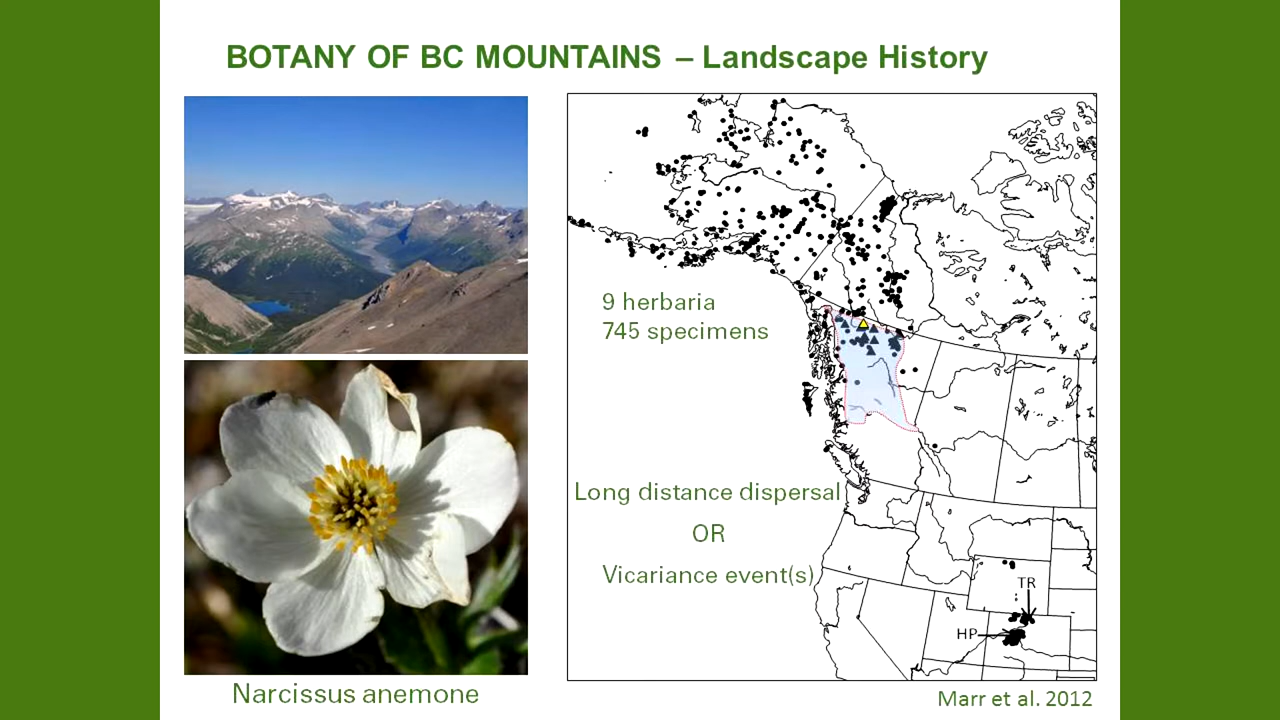 BOTANY OF BC MOUNTAINS – Landscape History
9 herbaria
745 specimens
Long distance dispersal
OR
Vicariance event(s)
TR
HP
Narcissus anemone
Marr et al. 2012